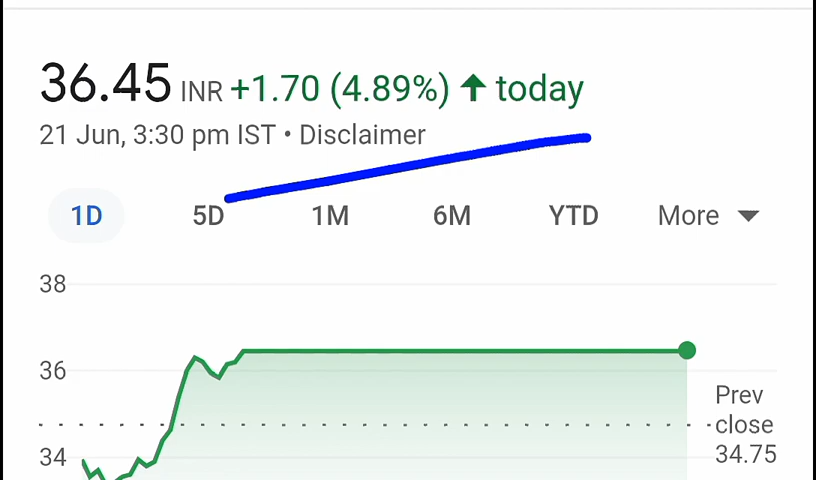 36.45 INR +1.70 (4.89%) ↑ today
21 Jun, 3:30 pm IST • Disclaimer
1D 5D 1M 6M YTD More
38
36
34
Prev
close
34.75